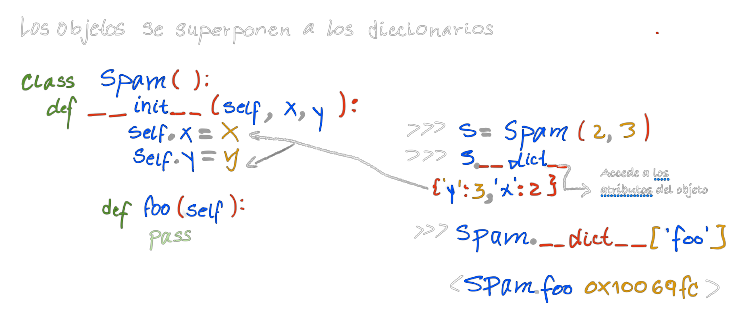 Los objetos se superponen a los diccionarios
class Spam():
def __init__(self, x, y):
self.x = x
self.y = y
def foo(self):
pass
>>> s= Spam(2,3)
>>> s.__dict__
{'y':3,'x':2}
Accede a los
atributos del objeto
>>> Spam.__dict__['foo']
<Spam.foo 0x10069fc>